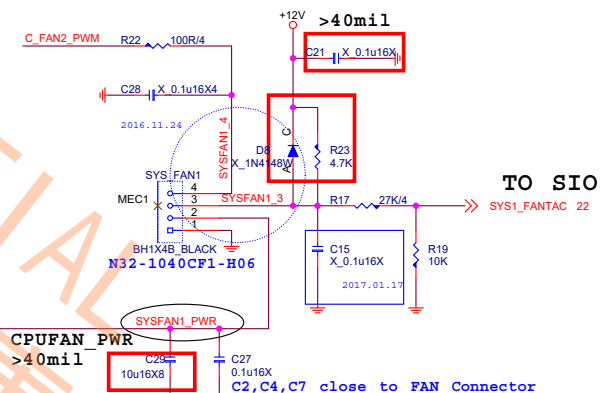 +12V >40mil
C_FAN2_PWM R22 100R/4
C21 X_0.1u16X
C28 X_0.1u16X4
2016.11.24
SYSFAN1_4
D8 C
X_1N4148W A
R23
4.7K
SYS_FAN1
MEC1
4
3
2
1
SYSFAN1_3
R17 27K/4
TO SIO
SYS1_FANTAC 22
BH1X4B_BLACK
N32-1040CF1-H06
C15
X_0.1u16X
2017.01.17
R19
10K
SYSFAN1_PWR
CPUFAN_PWR
>40mil
C29
10u16X8
C27
0.1u16X
C2,C4,C7 close to FAN Connector